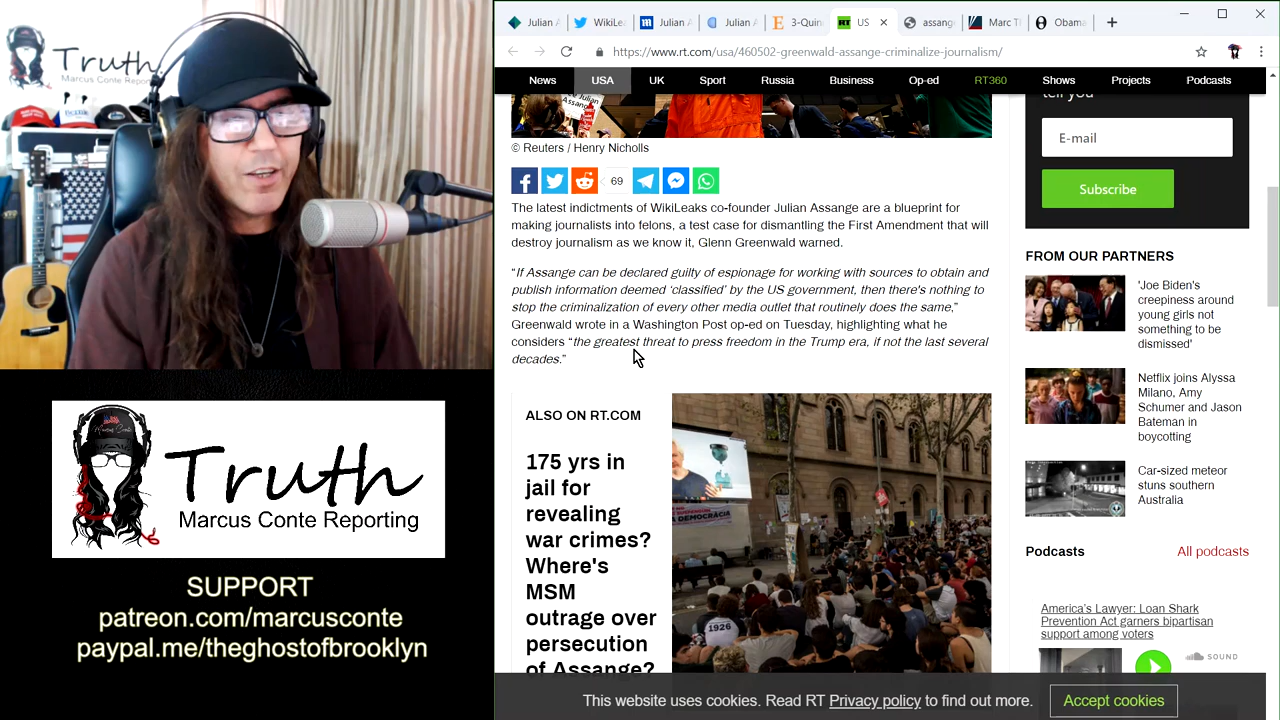 Truth
Marcus Conte Reporting
Truth
Marcus Conte Reporting
SUPPORT
patreon.com/marcusconte
paypal.me/theghostofbrooklyn
Julian A
WikiLea
Julian A
Julian A
3-Quin
US
assange
Marc T
Obama
https://www.rt.com/usa/460502-greenwald-assange-criminalize-journalism/
News USA UK Sport Russia Business Op-ed RT360 Shows Projects Podcasts
© Reuters / Henry Nicholls
69
The latest indictments of WikiLeaks co-founder Julian Assange are a blueprint for
making journalists into felons, a test case for dismantling the First Amendment that will
destroy journalism as we know it, Glenn Greenwald warned.
“If Assange can be declared guilty of espionage for working with sources to obtain and
publish information deemed ‘classified’ by the US government, then there's nothing to
stop the criminalization of every other media outlet that routinely does the same,”
Greenwald wrote in a Washington Post op-ed on Tuesday, highlighting what he
considers “the greatest threat to press freedom in the Trump era, if not the last several
decades.”
ALSO ON RT.COM
175 yrs in
jail for
revealing
war crimes?
Where's
MSM
outrage over
persecution
of Assange?
1926
tell you
E-mail
Subscribe
FROM OUR PARTNERS
'Joe Biden's
creepiness around
young girls not
something to be
dismissed'
Netflix joins Alyssa
Milano, Amy
Schumer and Jason
Bateman in
boycotting
Car-sized meteor
stuns southern
Australia
Podcasts
All podcasts
America's Lawyer: Loan Shark
Prevention Act garners bipartisan
support among voters
SOUND
This website uses cookies. Read RT Privacy policy to find out more.
Accept cookies